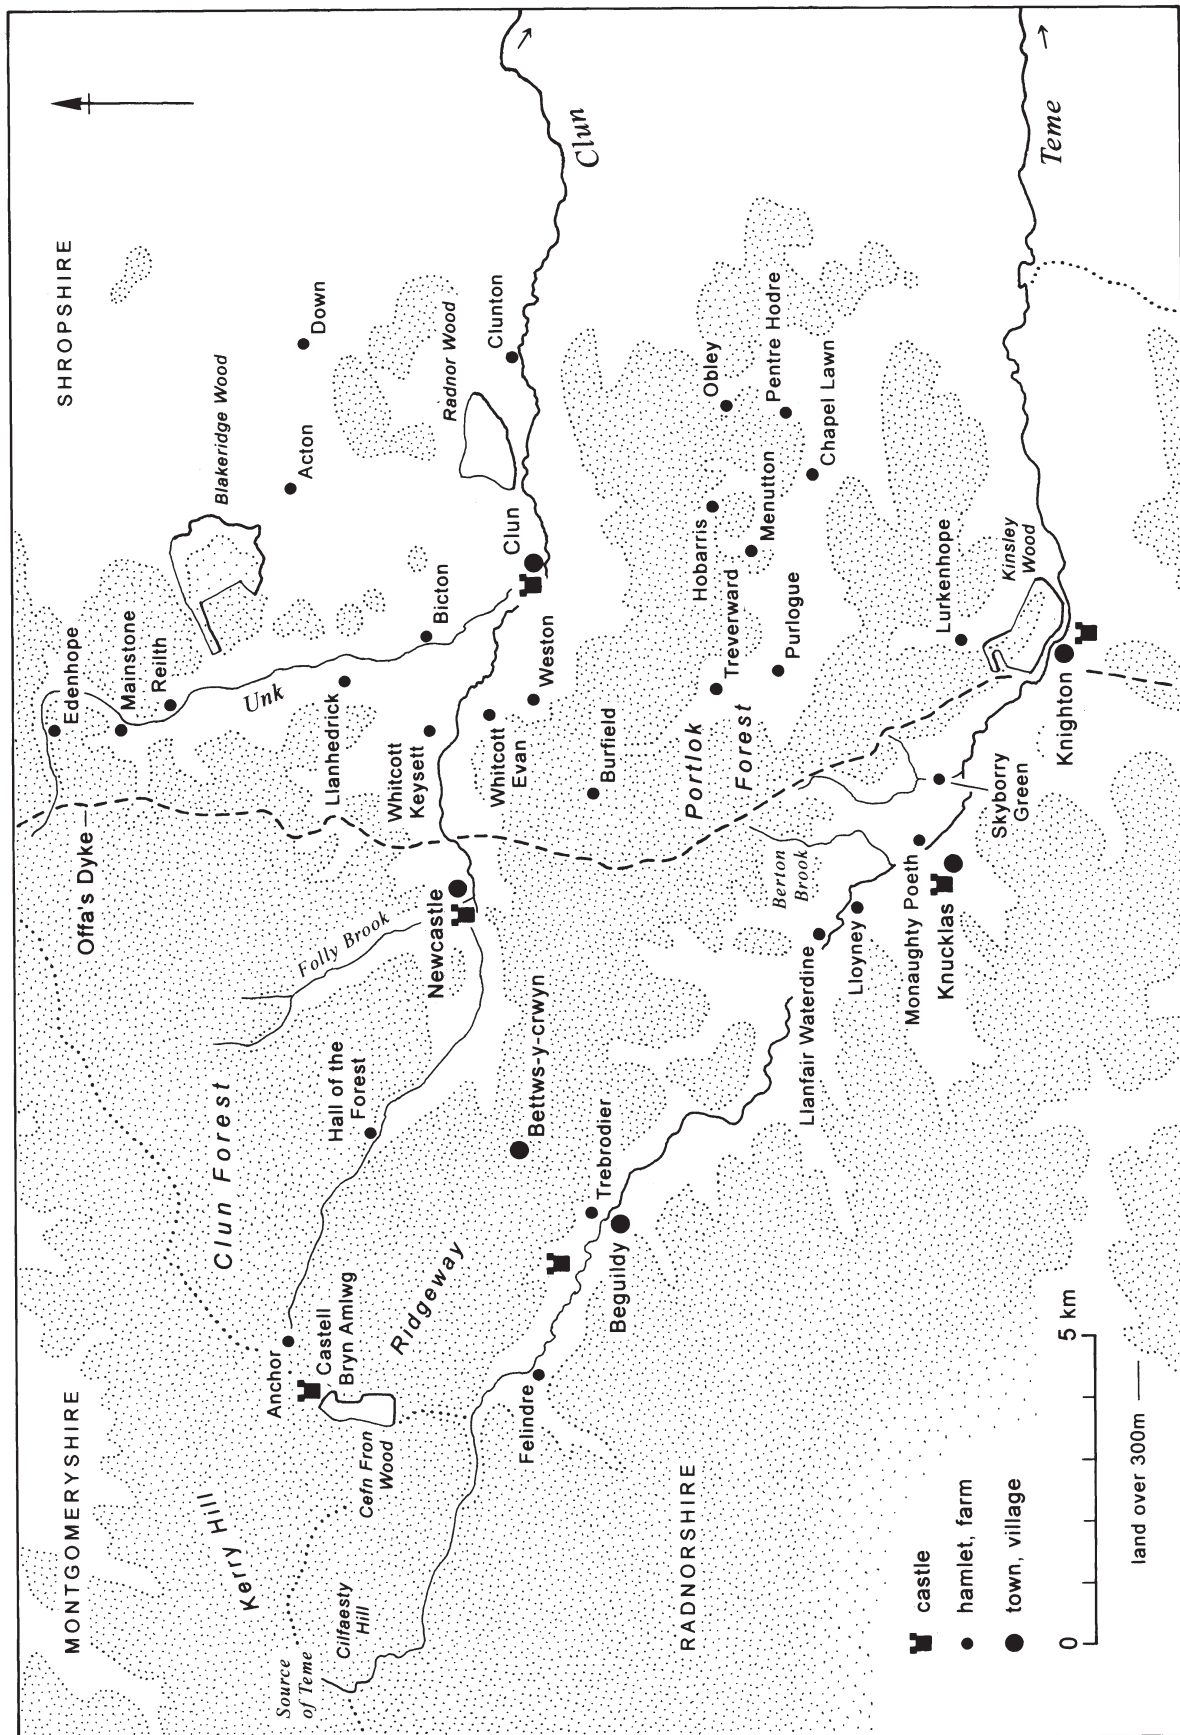 MONTGOMERYSHIRE
SHROPSHIRE
Kerry Hill
Source
of Teme
Cilfaesty
Hill
Cefn Fron
Wood
Anchor
Castell
Bryn Amlwg
Clun Forest
Ridgeway
Hall of the
Forest
Folly Brook
Newcastle
Offa's Dyke
Edenhope
Mainstone
Reilth
Unk
Llanhedrick
Whitcott
Keysett
Whitcott
Evan
Bicton
Blakeridge Wood
Acton
Down
Radnor Wood
Clunton
Clun
Clun
Weston
Burfield
Bettws-y-crwyn
Felindre
Trebrodier
Beguildy
RADNORSHIRE
Portlok
Forest
Hobarris
Treverward
Menutton
Purlogue
Obley
Pentre Hodre
Chapel Lawn
Berton
Brook
Llanfair Waterdine
Lloyney
Monaughty Poeth
Knucklas
Skyborry
Green
Lurkenhope
Kinsley
Wood
Knighton
Teme
castle
hamlet, farm
town, village
0 5 km
land over 300m